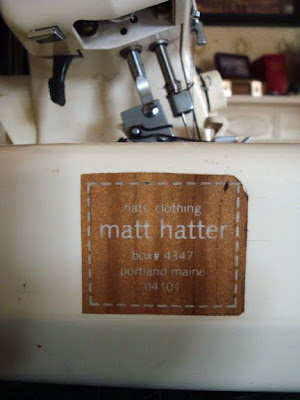 hats clothing
matt hatter
box# 4347
portland maine
04101